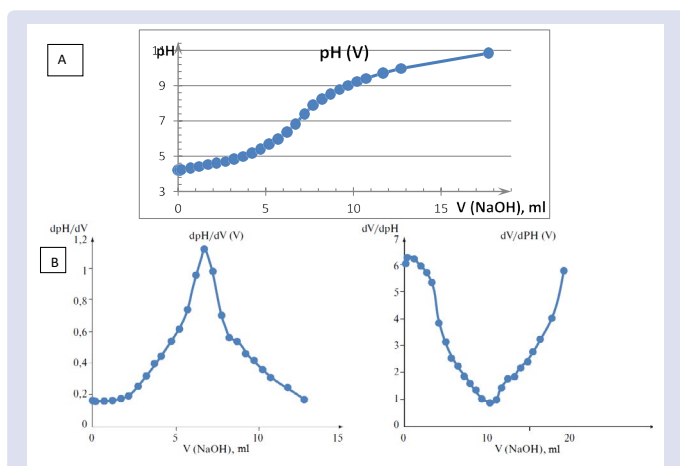 A
pH
pH (V)
11
9
7
5
3
0 5 10 15 V (NaOH), ml
B
dpH/dV
dpH/dV (V)
1,2
1
0,8
0,6
0,4
0,2
0
0 5 10 15
V (NaOH), ml
dV/dpH
dV/dPH (V)
7
6
5
4
3
2
1
0
0 10 20
V (NaOH), ml